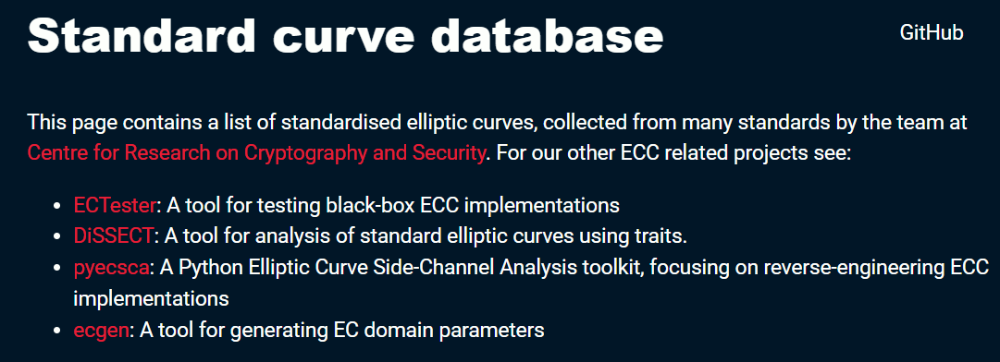 Standard curve database
GitHub
This page contains a list of standardised elliptic curves, collected from many standards by the team at
Centre for Research on Cryptography and Security. For our other ECC related projects see:
• ECTester: A tool for testing black-box ECC implementations
• DiSSECT: A tool for analysis of standard elliptic curves using traits.
• pyecsca: A Python Elliptic Curve Side-Channel Analysis toolkit, focusing on reverse-engineering ECC
implementations
• ecgen: A tool for generating EC domain parameters